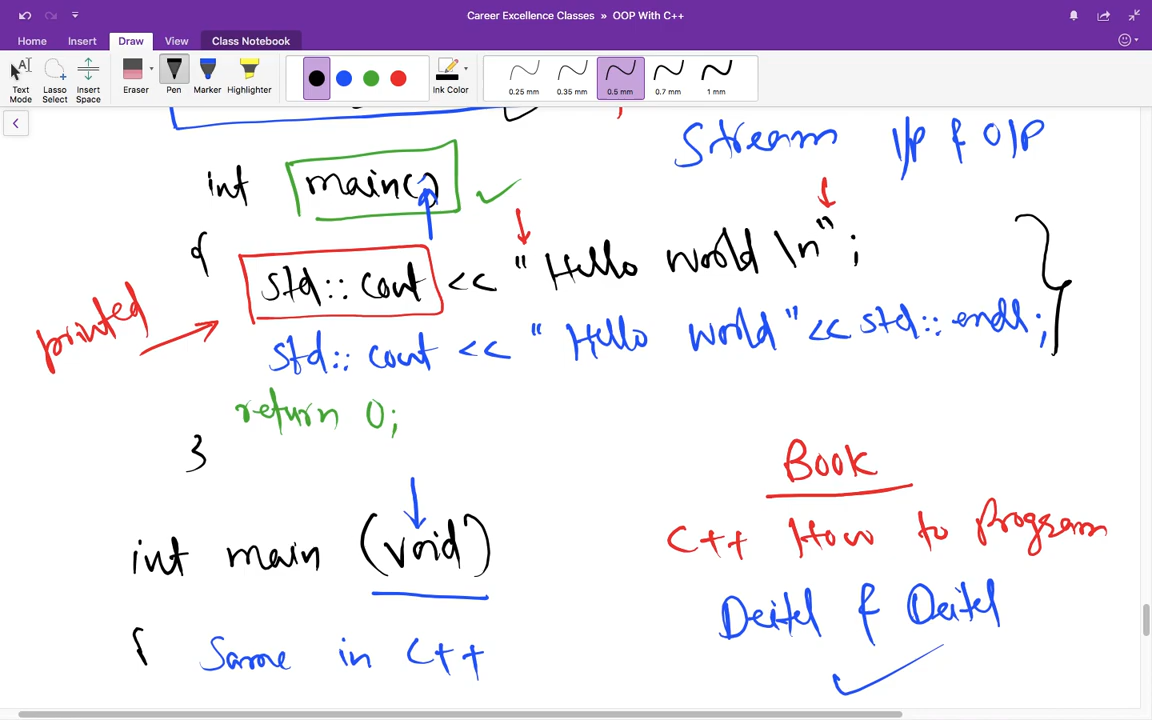 Career Excellence Classes » OOP With C++
Home Insert Draw View Class Notebook
Text Mode
Lasso Select
Insert Space
Eraser
Pen
Marker
Highlighter
Ink Color
0.25 mm
0.35 mm
0.5 mm
0.7 mm
1 mm
Stream I/P & O/P
int main()
{
printed
std::cout << "Hello world \n";
std::cout << "Hello world" << std::endl;
return 0;
}
Book
int main (void)
C++ How to Program
{ Same in C++
Deitel & Deitel